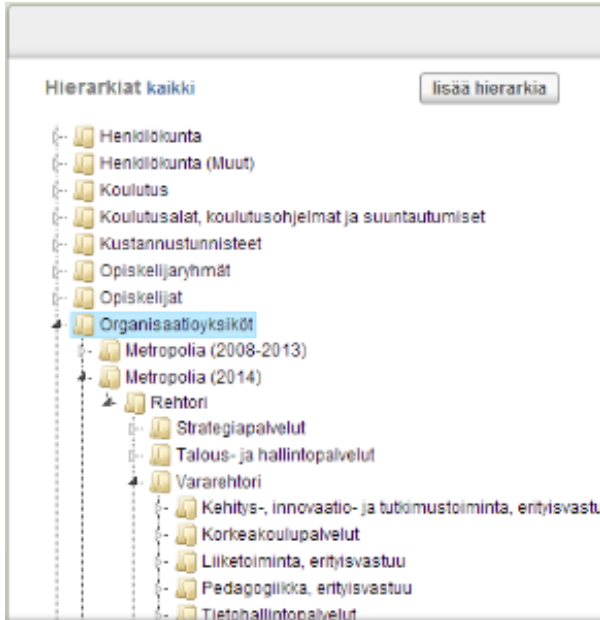 Hierarkiat kaikki lisää hierarkia
Henkilökunta
Henkilökunta (Muut)
Koulutus
Koulutusalat, koulutusohjelmat ja suuntautumiset
Kustannustunnisteet
Opiskelijaryhmät
Opiskelijat
Organisaatioyksiköt
Metropolia (2008-2013)
Metropolia (2014)
Rehtori
Strategiapalvelut
Talous- ja hallintopalvelut
Vararehtori
Kehitys-, innovaatio- ja tutkimustoiminta, erityisvastu
Korkeakoulupalvelut
Liiketoiminta, erityisvastuu
Pedagogiikka, erityisvastuu
Tietohallintopalvelut